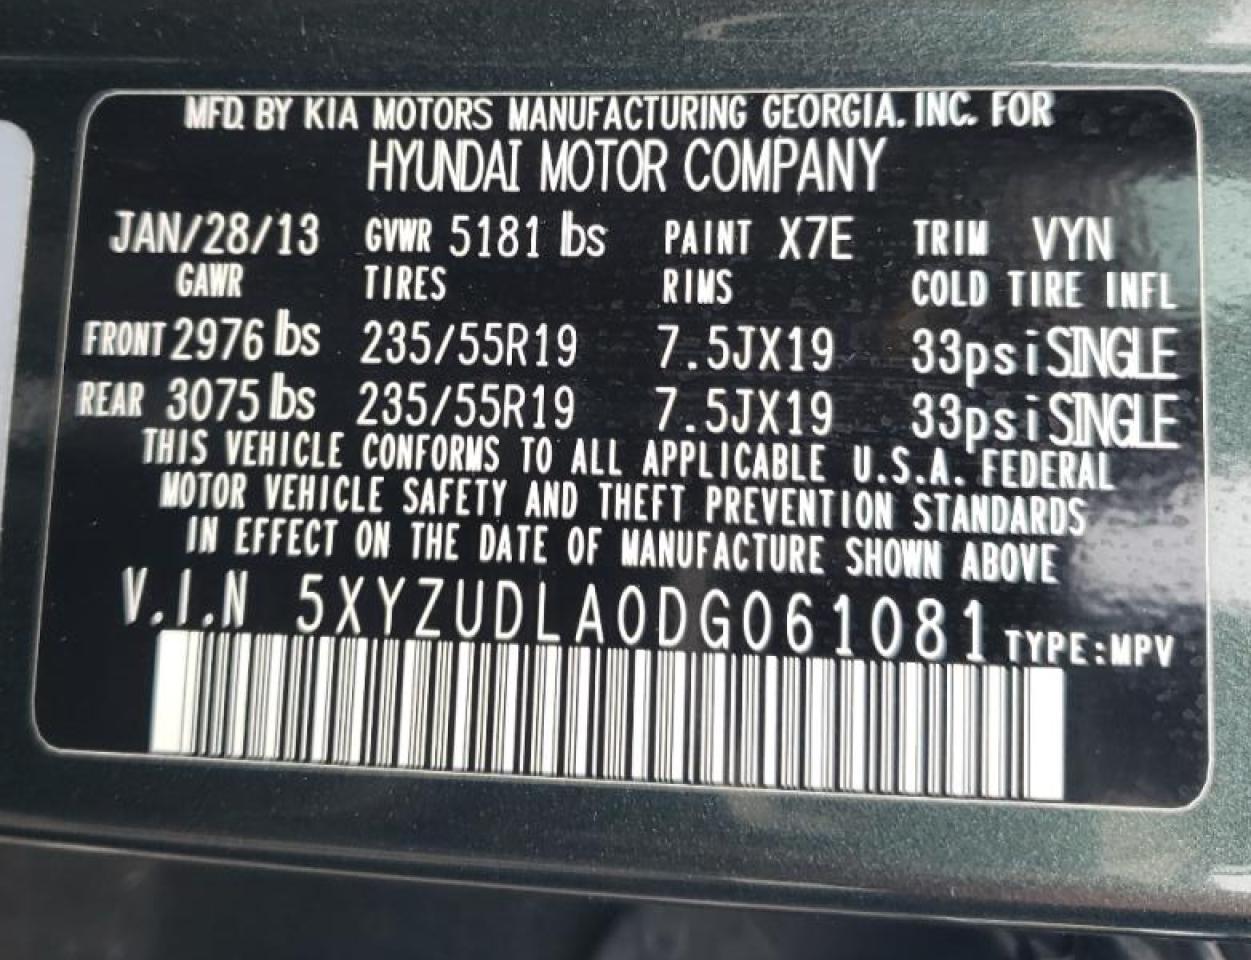 MFD. BY KIA MOTORS MANUFACTURING GEORGIA. INC. FOR
HYUNDAI MOTOR COMPANY
JAN/28/13 GVWR 5181 lbs PAINT X7E TRIM VYN
GAWR TIRES RIMS COLD TIRE INFL
FRONT 2976 lbs 235/55R19 7.5JX19 33psi SINGLE
REAR 3075 lbs 235/55R19 7.5JX19 33psi SINGLE
THIS VEHICLE CONFORMS TO ALL APPLICABLE U.S.A. FEDERAL
MOTOR VEHICLE SAFETY AND THEFT PREVENTION STANDARDS
IN EFFECT ON THE DATE OF MANUFACTURE SHOWN ABOVE
V.I.N 5XYZUDLA0DG061081 TYPE:MPV